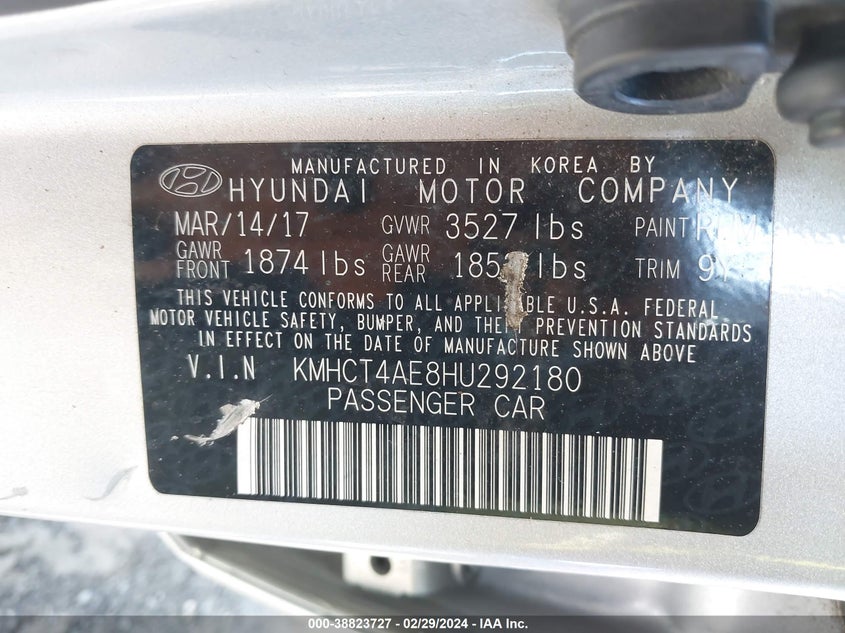 MANUFACTURED IN KOREA BY
HYUNDAI MOTOR COMPANY
MAR/14/17 GVWR 3527 lbs PAINT
GAWR FRONT 1874 lbs GAWR REAR lbs TRIM
THIS VEHICLE CONFORMS TO ALL APPLICABLE U.S.A. FEDERAL
MOTOR VEHICLE SAFETY, BUMPER, AND THEFT PREVENTION STANDARDS
IN EFFECT ON THE DATE OF MANUFACTURE SHOWN ABOVE
V.I.N KMHCT4AE8HU292180
PASSENGER CAR
000-38823727 - 02/29/2024 - IAA Inc.